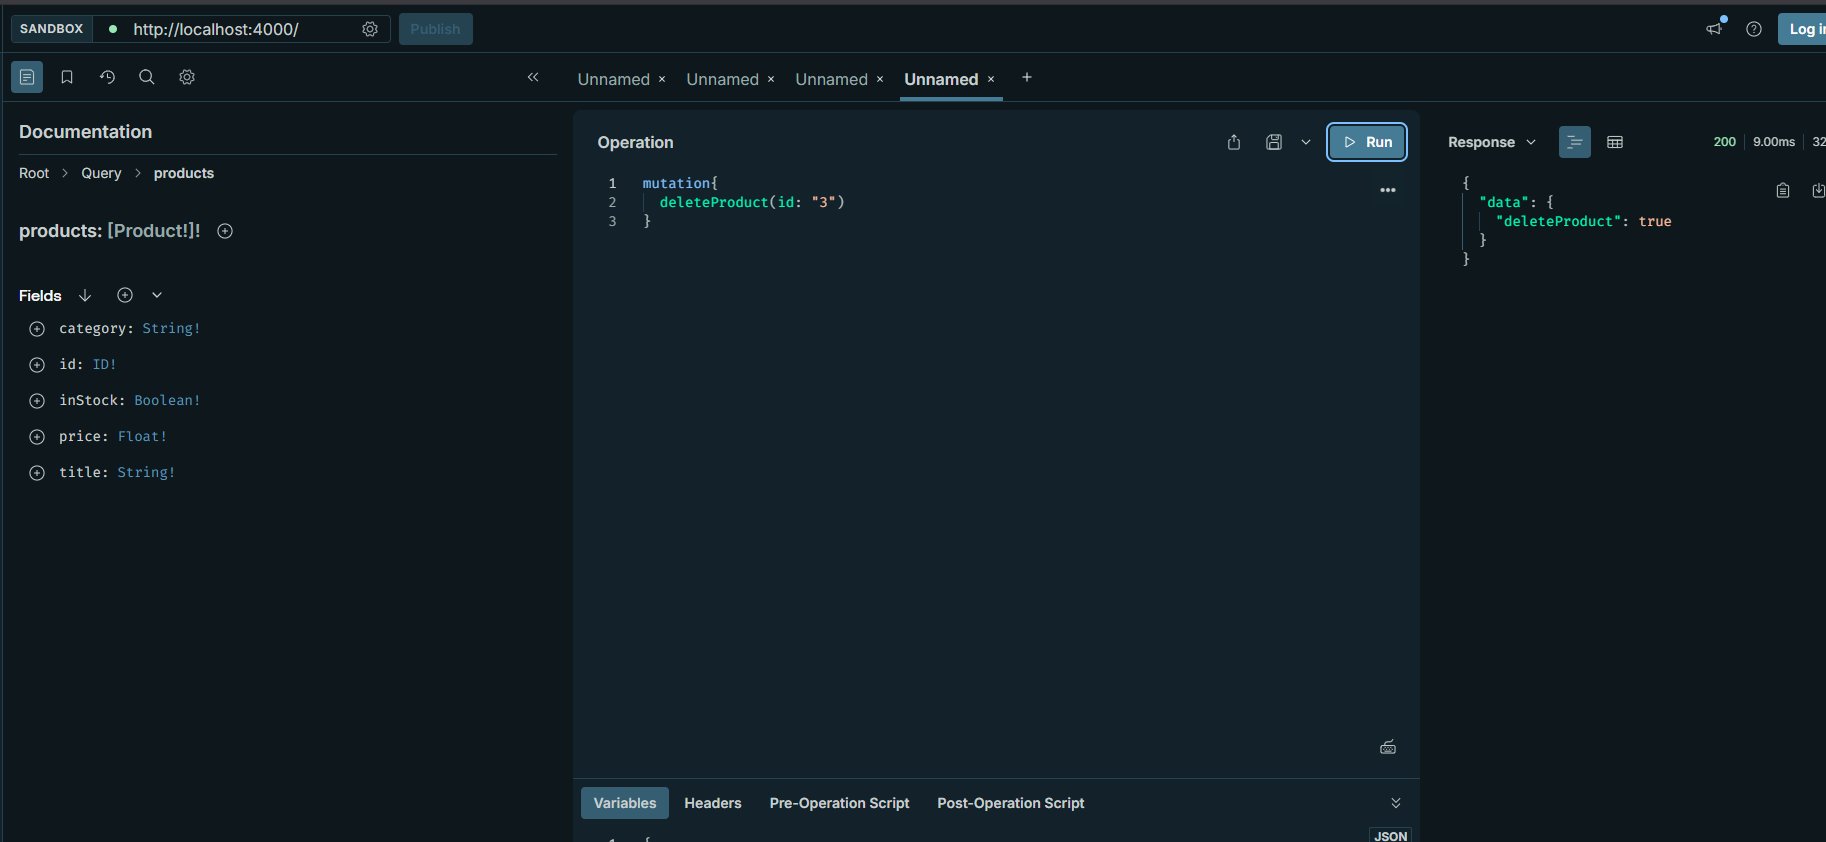 SANDBOX http://localhost:4000/ Publish
Unnamed × Unnamed × Unnamed × Unnamed × +
Documentation
Root > Query > products
products: [Product!]!
Fields
category: String!
id: ID!
inStock: Boolean!
price: Float!
title: String!
Operation
Run
1 mutation{
2 deleteProduct(id: "3")
3 }
Variables Headers Pre-Operation Script Post-Operation Script
1 {
JSON
Log in
Response 200 9.00ms 32
{
"data": {
"deleteProduct": true
}
}